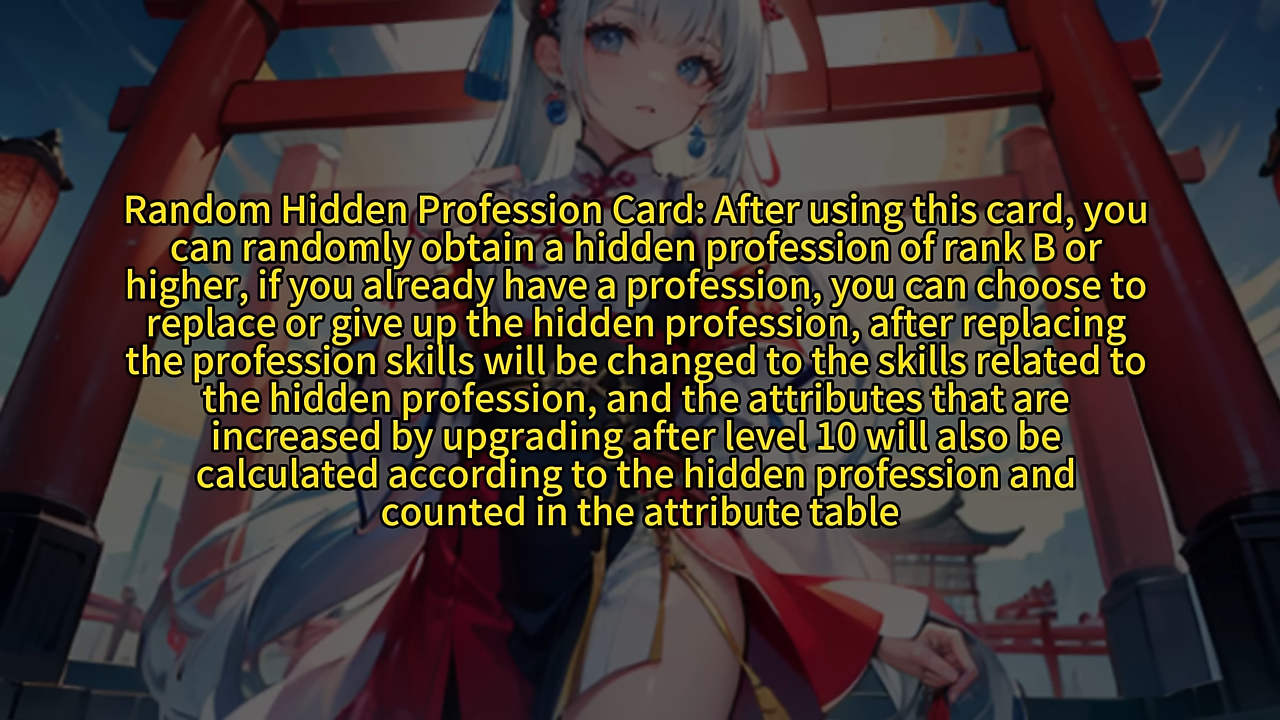 Random Hidden Profession Card: After using this card, you
can randomly obtain a hidden profession of rank B or
higher, if you already have a profession, you can choose to
replace or give up the hidden profession, after replacing
the profession skills will be changed to the skills related to
the hidden profession, and the attributes that are
increased by upgrading after level 10 will also be
calculated according to the hidden profession and
counted in the attribute table